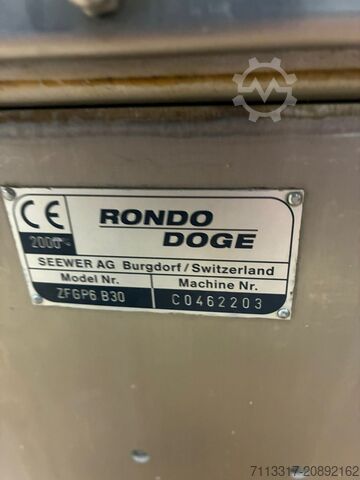 CE
RONDO
2000
DOGE
SEEWER AG Burgdorf/Switzerland
Model Nr.
Machine Nr.
ZFGP6 B30
C0462203
7113317-20892162